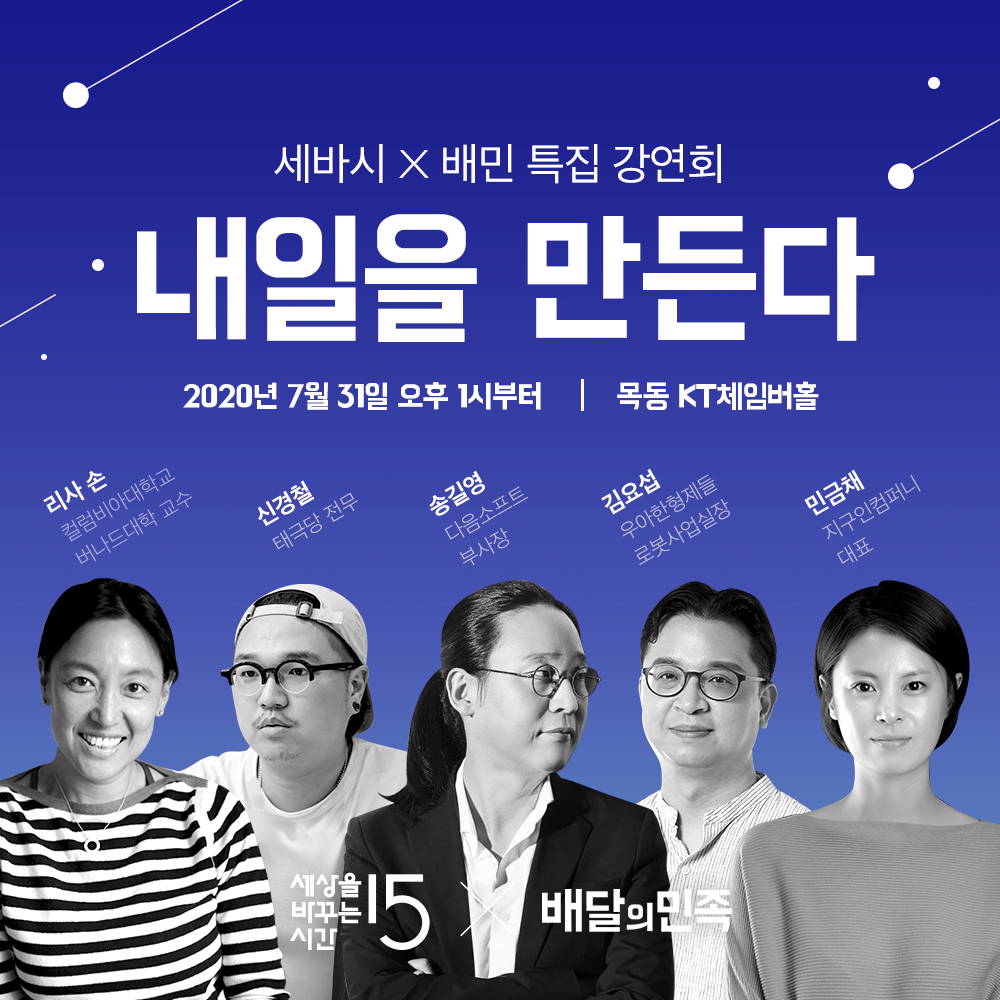 세바시 X 배민 특집 강연회
내일을 만든다
2020년 7월 31일 오후 1시부터 | 목동 KT체임버홀
리사 손
컬럼비아대학교
버나드대학 교수
신경철
태극당 전무
송길영
다음소프트
부사장
김요섭
우아한형제들
로봇사업실장
민금채
지구인컴퍼니
대표
세상을
바꾸는
시간
15
X
배달의민족